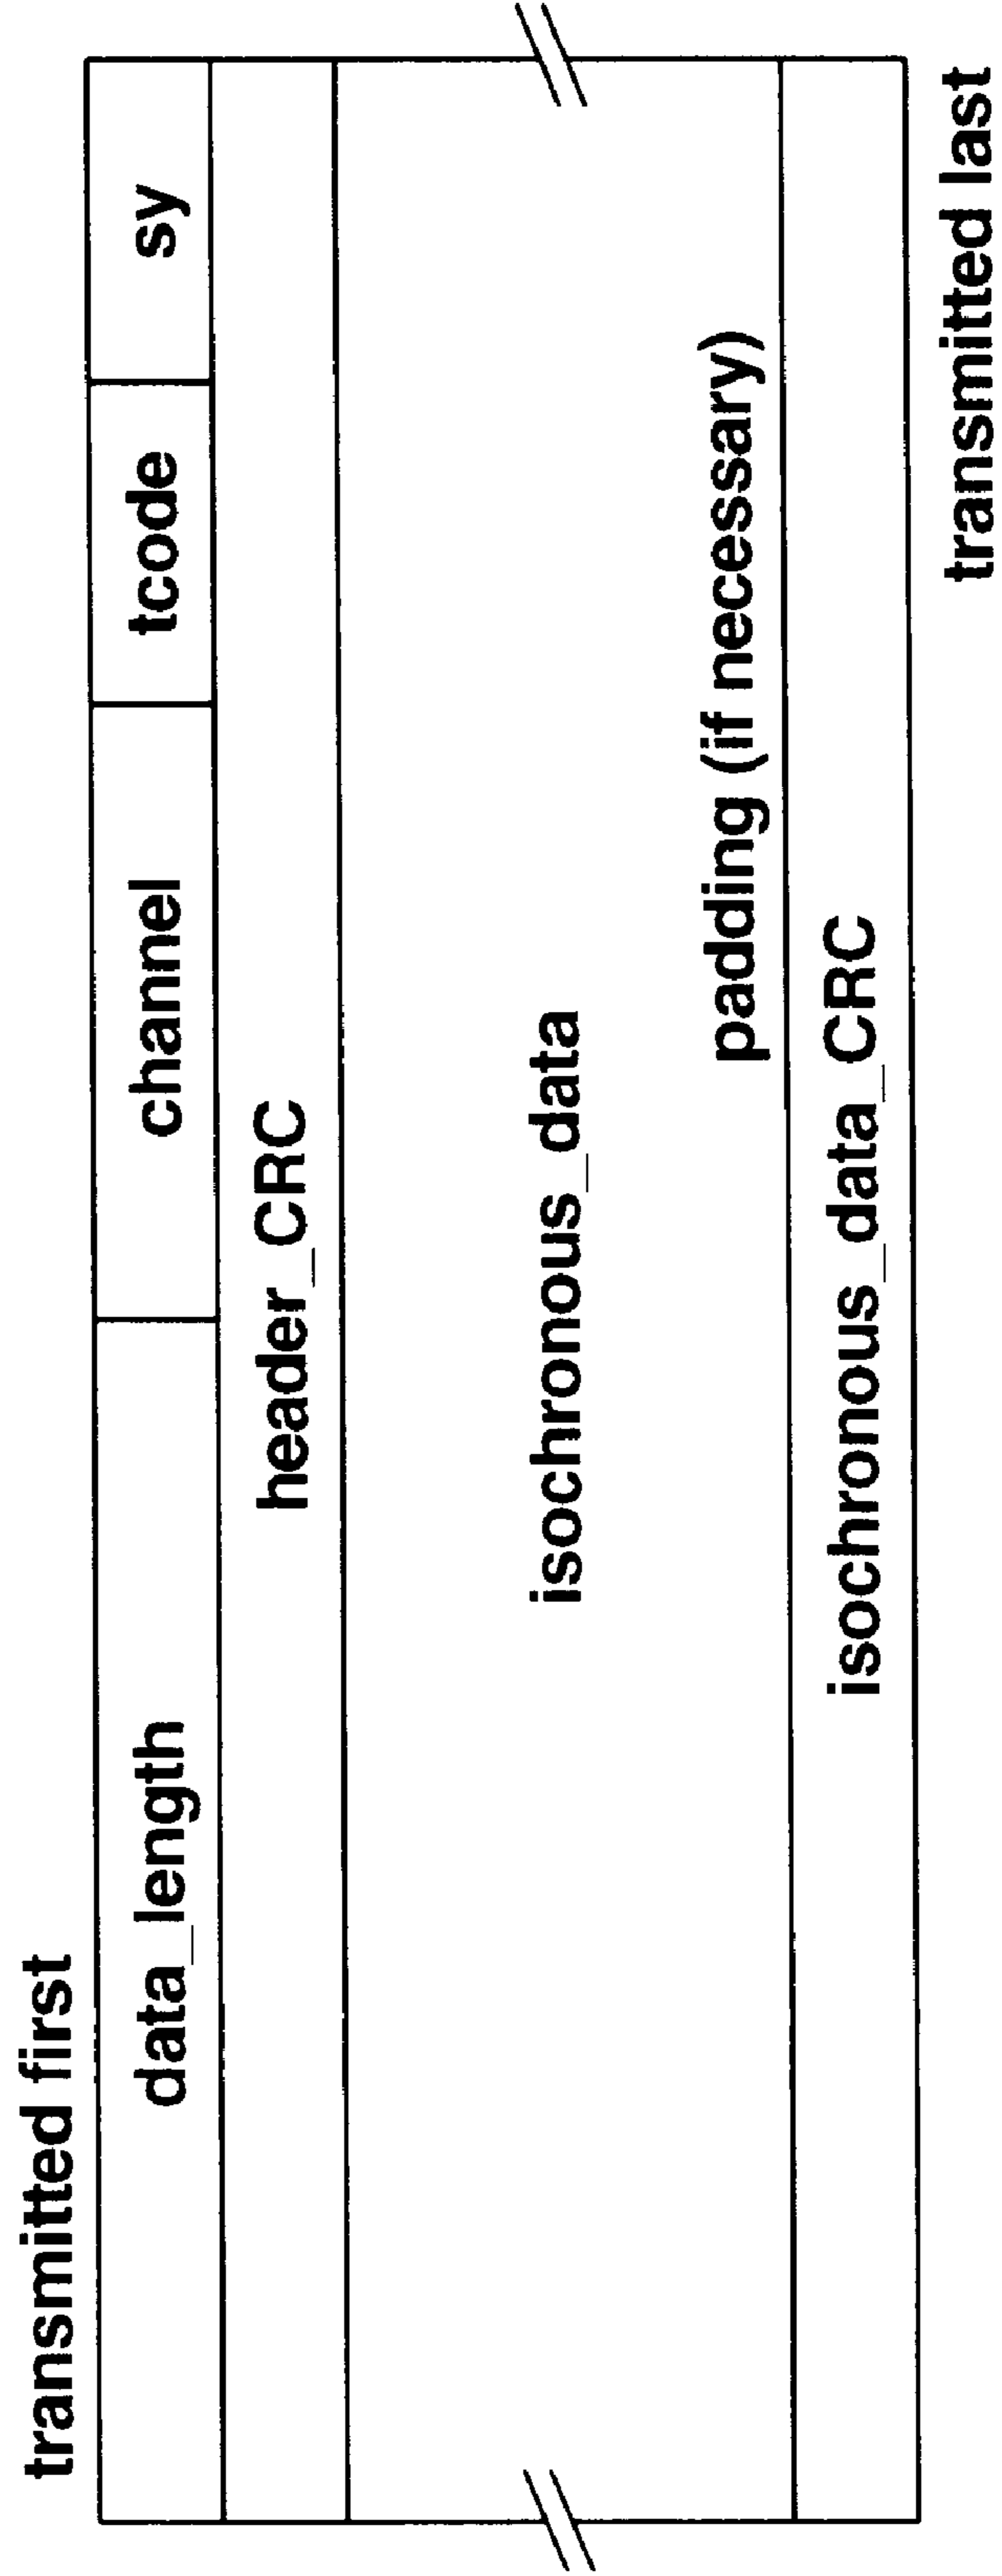 transmitted first
data_length channel tcode sy
header_CRC
isochronous_data
padding (if necessary)
isochronous_data_CRC
transmitted last